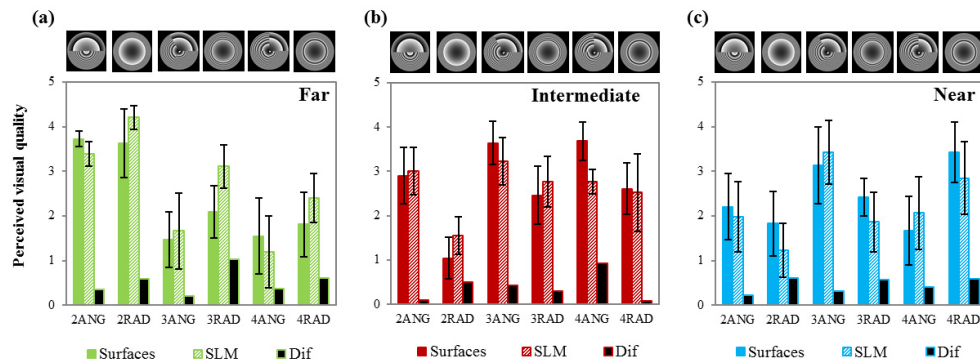 (a)
(b)
(c)
Perceived visual quality
Far
5
4
3
2
1
0
2ANG 2RAD 3ANG 3RAD 4ANG 4RAD
Surfaces SLM Dif
Intermediate
5
4
3
2
1
0
2ANG 2RAD 3ANG 3RAD 4ANG 4RAD
Surfaces SLM Dif
Near
5
4
3
2
1
0
2ANG 2RAD 3ANG 3RAD 4ANG 4RAD
Surfaces SLM Dif